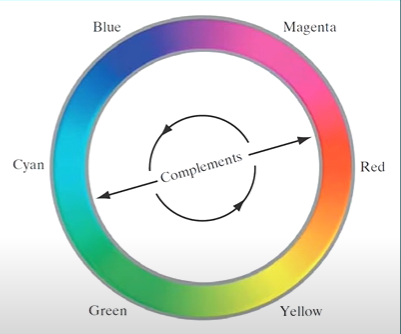 Blue
Magenta
Cyan
Complements
Red
Green
Yellow